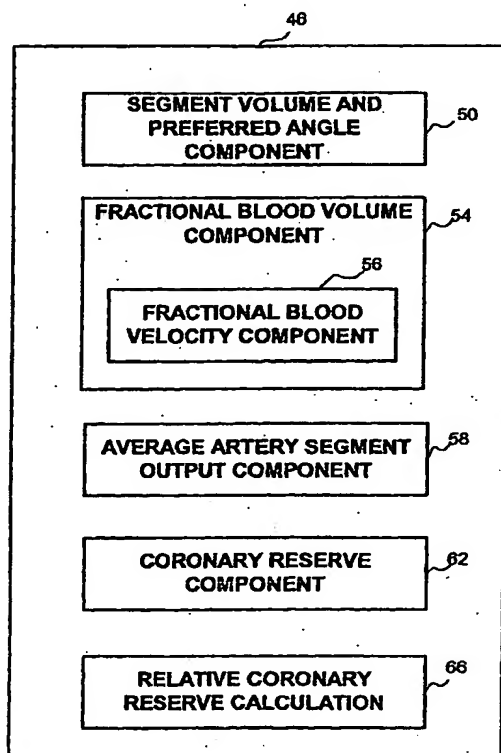 46
SEGMENT VOLUME AND
PREFERRED ANGLE
COMPONENT
50
FRACTIONAL BLOOD VOLUME
COMPONENT
54
56
FRACTIONAL BLOOD
VELOCITY COMPONENT
AVERAGE ARTERY SEGMENT
OUTPUT COMPONENT
58
CORONARY RESERVE
COMPONENT
62
RELATIVE CORONARY
RESERVE CALCULATION
66